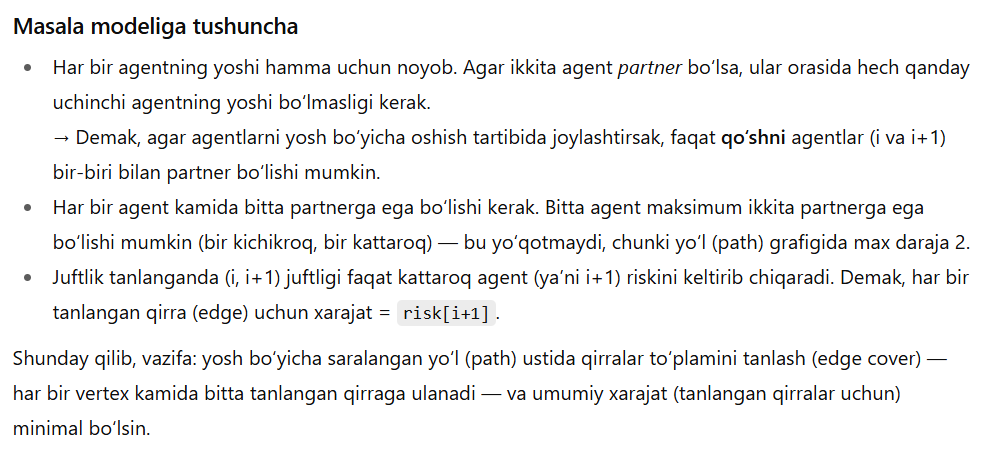 Masala modeliga tushuncha
• Har bir agentning yoshi hamma uchun noyob. Agar ikkita agent partner bo‘lsa, ular orasida hech qanday
uchinchi agentning yoshi bo‘lmasligi kerak.
→ Demak, agar agentlarni yosh bo‘yicha oshish tartibida joylashtirsak, faqat qo‘shni agentlar (i va i+1)
bir-biri bilan partner bo‘lishi mumkin.
• Har bir agent kamida bitta partnerga ega bo‘lishi kerak. Bitta agent maksimum ikkita partnerga ega
bo‘lishi mumkin (bir kichikroq, bir kattaroq) — bu yo‘qotmaydi, chunki yo‘l (path) grafigida max daraja 2.
• Juftlik tanlanganda (i, i+1) juftligi faqat kattaroq agent (ya’ni i+1) riskini keltirib chiqaradi. Demak, har bir
tanlangan qirra (edge) uchun xarajat = risk[i+1] .
Shunday qilib, vazifa: yosh bo‘yicha saralangan yo‘l (path) ustida qirralar to‘plamini tanlash (edge cover) —
har bir vertex kamida bitta tanlangan qirraga ulanadi — va umumiy xarajat (tanlangan qirralar uchun)
minimal bo‘lsin.